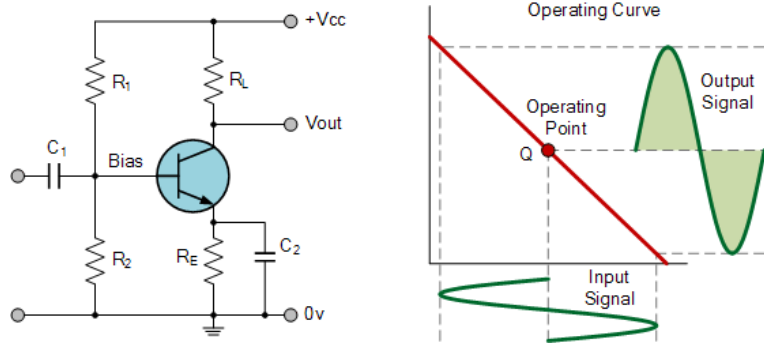 +Vcc
R1
RL
Vout
C1
Bias
R2
RE
C2
0v
Operating Curve
Output
Signal
Operating
Point
Q
Input
Signal